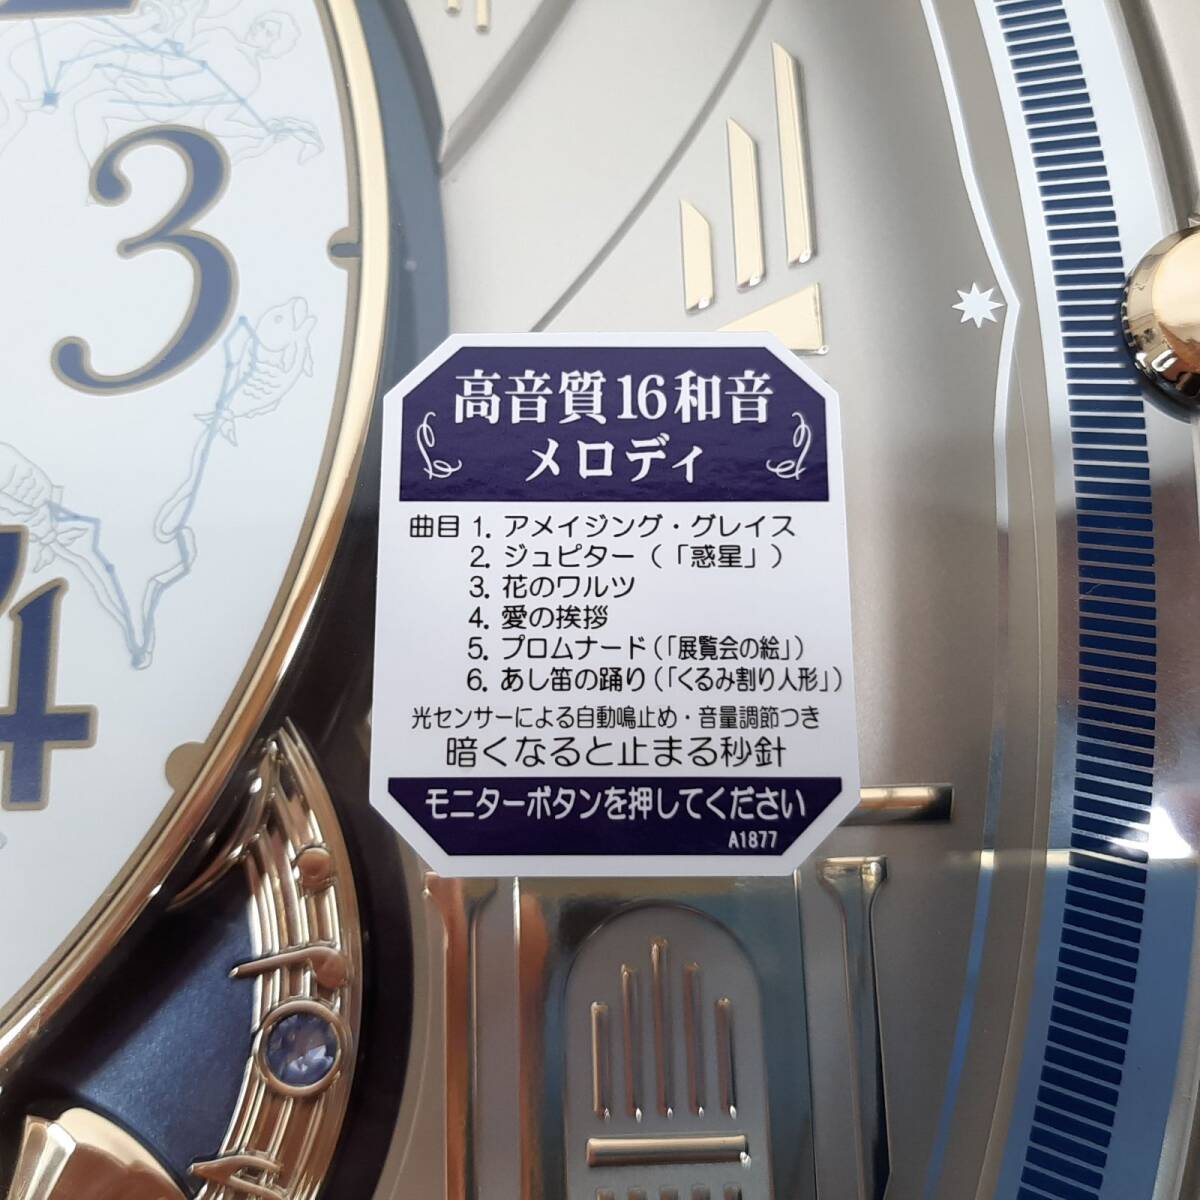 3
4
高音質16和音
メロディ
曲目 1. アメイジング・グレイス
2. ジュピター（「惑星」）
3. 花のワルツ
4. 愛の挨拶
5. プロムナード（「展覧会の絵」）
6. あし笛の踊り（「くるみ割り人形」）
光センサーによる自動鳴止め・音量調節つき
暗くなると止まる秒針
モニターボタンを押してください
A1877